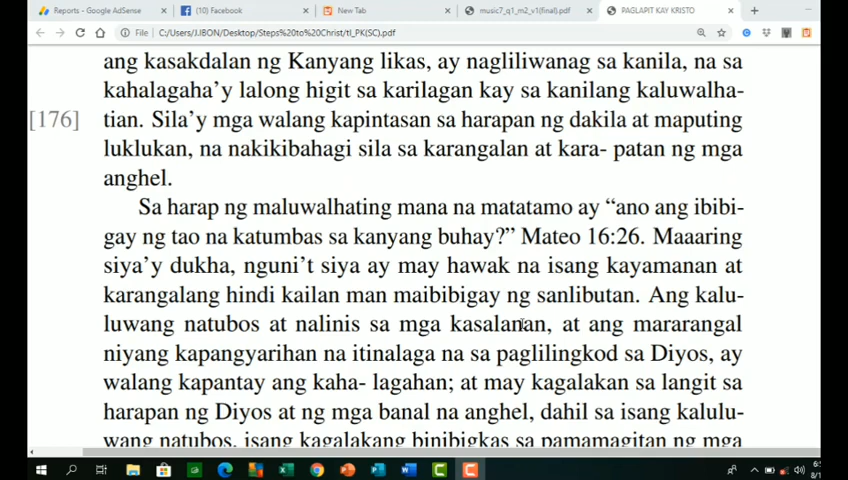 Reports - Google AdSense
(10) Facebook
New Tab
music7_q1_m2_v1(final).pdf
PAGLAPIT KAY KRISTO
File
C:/Users/J.IBON/Desktop/Steps%20to%20Christ/tl_PK(SC).pdf
ang kasakdalan ng Kanyang likas, ay nagliliwanag sa kanila, na sa
kahalagaha'y lalong higit sa karilagan kay sa kanilang kaluwalha-
[176] tian. Sila'y mga walang kapintasan sa harapan ng dakila at maputing
luklukan, na nakikibahagi sila sa karangalan at kara- patan ng mga
anghel.
Sa harap ng maluwalhating mana na matatamo ay “ano ang ibibi-
gay ng tao na katumbas sa kanyang buhay?” Mateo 16:26. Maaaring
siya'y dukha, nguni't siya ay may hawak na isang kayamanan at
karangalang hindi kailan man maibibigay ng sanlibutan. Ang kalu-
luwang natubos at nalinis sa mga kasalanan, at ang mararangal
niyang kapangyarihan na itinalaga na sa paglilingkod sa Diyos, ay
walang kapantay ang kaha- lagahan; at may kagalakan sa langit sa
harapan ng Diyos at ng mga banal na anghel, dahil sa isang kalulu-
wang natubos, isang kagalakang binibigkas sa pamamagitan ng mga